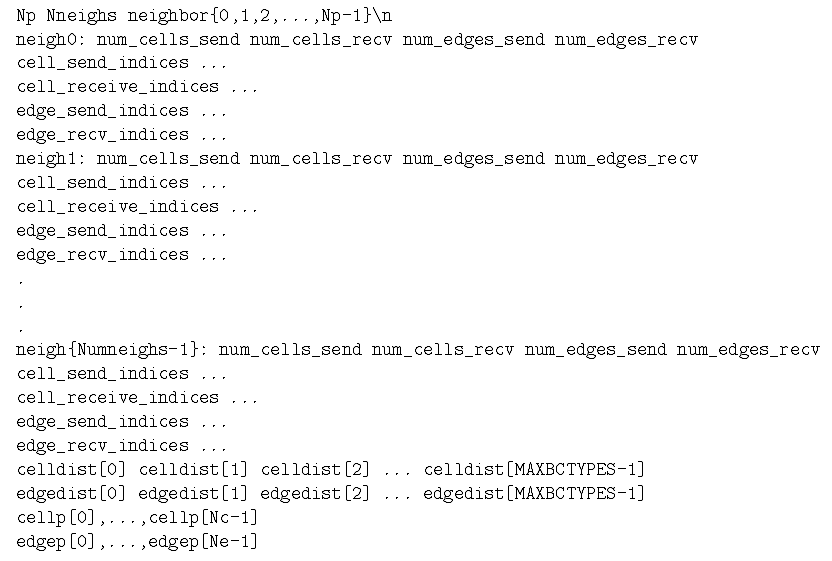 Np Nneighs neighbor{0,1,2,...,Np-1}\n
neigh0: num_cells_send num_cells_recv num_edges_send num_edges_recv
cell_send_indices ...
cell_receive_indices ...
edge_send_indices ...
edge_recv_indices ...
neigh1: num_cells_send num_cells_recv num_edges_send num_edges_recv
cell_send_indices ...
cell_receive_indices ...
edge_send_indices ...
edge_recv_indices ...
.
.
.
neigh{Numneighs-1}: num_cells_send num_cells_recv num_edges_send num_edges_recv
cell_send_indices ...
cell_receive_indices ...
edge_send_indices ...
edge_recv_indices ...
celldist[0] celldist[1] celldist[2] ... celldist[MAXBCTYPES-1]
edgedist[0] edgedist[1] edgedist[2] ... edgedist[MAXBCTYPES-1]
cellp[0],...,cellp[Nc-1]
edgep[0],...,edgep[Ne-1]